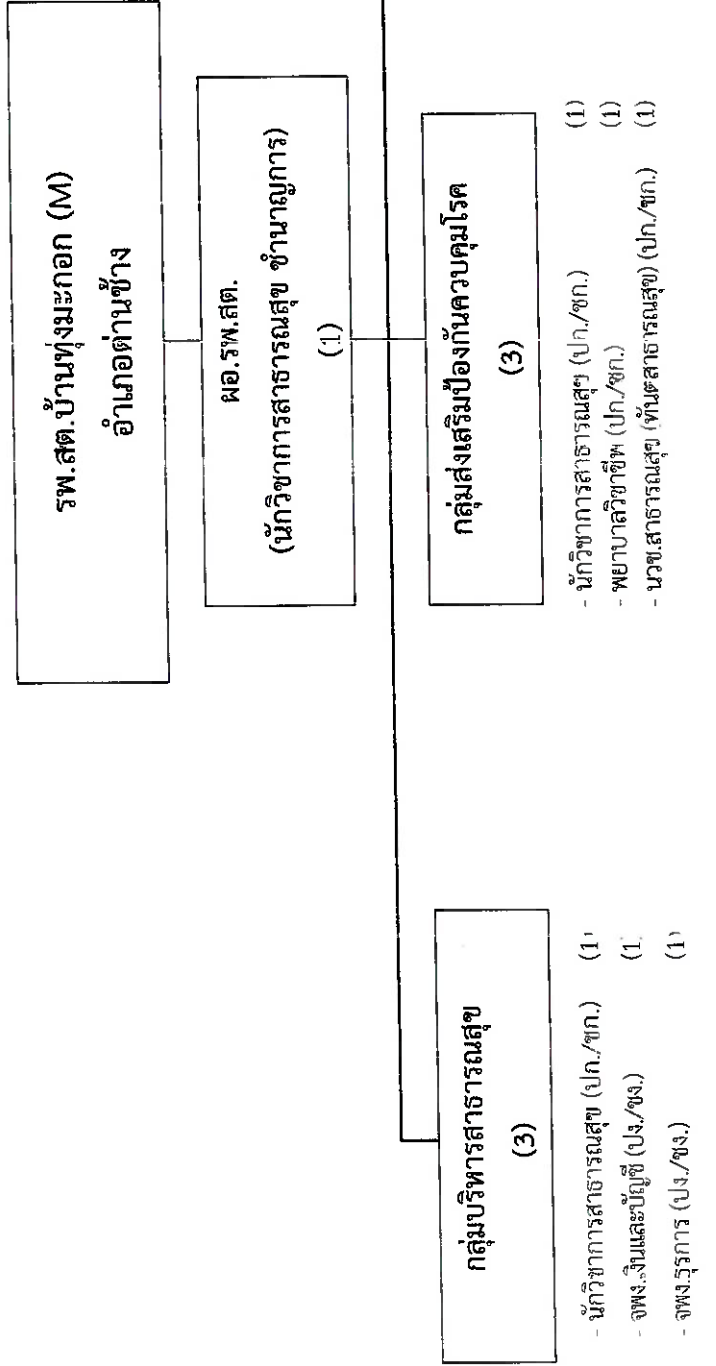 รพ.สต.บ้านทุ่งมะกอก (M)
อำเภอด่านช้าง
ผอ.รพ.สต.
(นักวิชาการสาธารณสุข ชำนาญการ)
(1)
กลุ่มบริหารสาธารณสุข
(3)
- นักวิชาการสาธารณสุข (ปก./ชก.) (1)
- จพง.เงินและบัญชี (ปง./ชง.) (1)
- จพง.ธุรการ (ปง./ชง.) (1)
กลุ่มส่งเสริมป้องกันควบคุมโรค
(3)
- นักวิชาการสาธารณสุข (ปก./ชก.) (1)
- พยาบาลวิชาชีพ (ปก./ชก.) (1)
- นวช.สาธารณสุข (ทันตสาธารณสุข) (ปก./ชก.) (1)